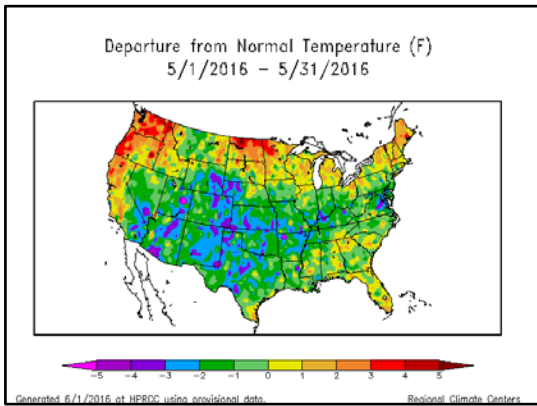 Departure from Normal Temperature (F)
5/1/2016 - 5/31/2016
-5 -4 -3 -2 -1 0 1 2 3 4 5
Generated 6/1/2016 at HPRCC using provisional data. Regional Climate Centers